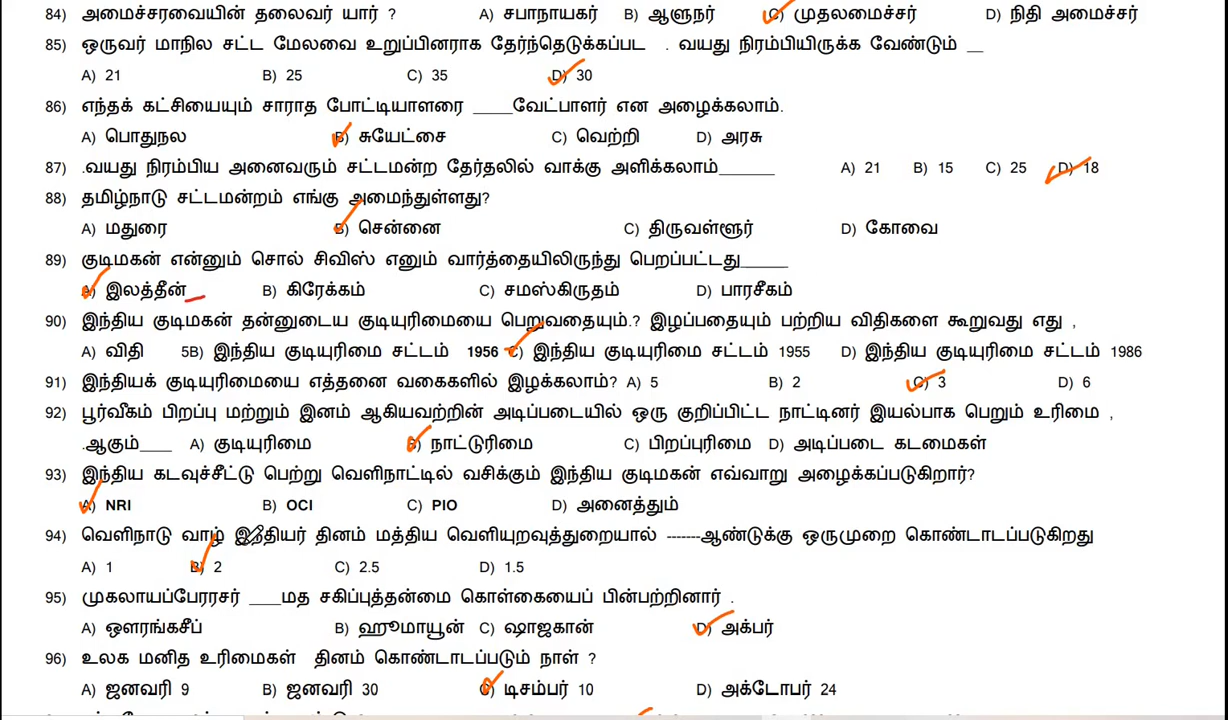 84) அமைச்சரவையின் தலைவர் யார் ? A) சபாநாயகர் B) ஆளுநர் C) முதலமைச்சர் D) நிதி அமைச்சர்
85) ஒருவர் மாநில சட்ட மேலவை உறுப்பினராக தேர்ந்தெடுக்கப்பட . வயது நிரம்பியிருக்க வேண்டும் __
A) 21 B) 25 C) 35 D) 30
86) எந்தக் கட்சியையும் சாராத போட்டியாளரை ____வேட்பாளர் என அழைக்கலாம்.
A) பொதுநல B) சுயேட்சை C) வெற்றி D) அரசு
87) .வயது நிரம்பிய அனைவரும் சட்டமன்ற தேர்தலில் வாக்கு அளிக்கலாம்______ A) 21 B) 15 C) 25 D) 18
88) தமிழ்நாடு சட்டமன்றம் எங்கு அமைந்துள்ளது?
A) மதுரை B) சென்னை C) திருவள்ளூர் D) கோவை
89) குடிமகன் என்னும் சொல் சிவிஸ் எனும் வார்த்தையிலிருந்து பெறப்பட்டது_____
A) இலத்தீன் B) கிரேக்கம் C) சமஸ்கிருதம் D) பாரசீகம்
90) இந்திய குடிமகன் தன்னுடைய குடியுரிமையை பெறுவதையும்.? இழப்பதையும் பற்றிய விதிகளை கூறுவது எது ,
A) விதி 5B) இந்திய குடியுரிமை சட்டம் 1956 C) இந்திய குடியுரிமை சட்டம் 1955 D) இந்திய குடியுரிமை சட்டம் 1986
91) இந்தியக் குடியுரிமையை எத்தனை வகைகளில் இழக்கலாம்? A) 5 B) 2 C) 3 D) 6
92) பூர்வீகம் பிறப்பு மற்றும் இனம் ஆகியவற்றின் அடிப்படையில் ஒரு குறிப்பிட்ட நாட்டினர் இயல்பாக பெறும் உரிமை ,
.ஆகும்____ A) குடியுரிமை B) நாட்டுரிமை C) பிறப்புரிமை D) அடிப்படை கடமைகள்
93) இந்திய கடவுச்சீட்டு பெற்று வெளிநாட்டில் வசிக்கும் இந்திய குடிமகன் எவ்வாறு அழைக்கப்படுகிறார்?
A) NRI B) OCI C) PIO D) அனைத்தும்
94) வெளிநாடு வாழ் இந்தியர் தினம் மத்திய வெளியுறவுத்துறையால் -------ஆண்டுக்கு ஒருமுறை கொண்டாடப்படுகிறது
A) 1 B) 2 C) 2.5 D) 1.5
95) முகலாயப்பேரரசர் ____மத சகிப்புத்தன்மை கொள்கையைப் பின்பற்றினார் .
A) ஔரங்கசீப் B) ஹூமாயூன் C) ஷாஜகான் D) அக்பர்
96) உலக மனித உரிமைகள் தினம் கொண்டாடப்படும் நாள் ?
A) ஜனவரி 9 B) ஜனவரி 30 C) டிசம்பர் 10 D) அக்டோபர் 24